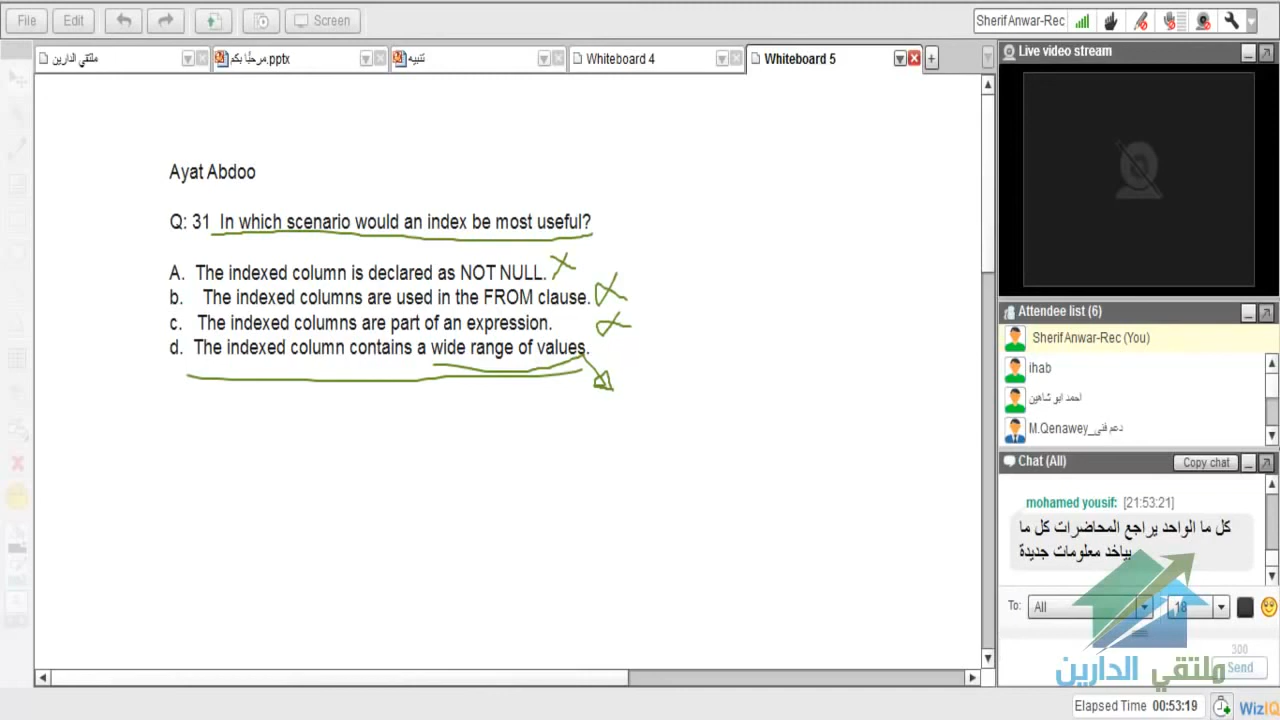 File Edit Screen SherifAnwar-Rec
ملتقي الدارين مرحباً بكم.pptx تنبيه Whiteboard 4 Whiteboard 5
Live video stream
Ayat Abdoo
Q: 31 In which scenario would an index be most useful?
A. The indexed column is declared as NOT NULL.
b. The indexed columns are used in the FROM clause.
c. The indexed columns are part of an expression.
d. The indexed column contains a wide range of values.
Attendee list (6)
SherifAnwar-Rec (You)
ihab
احمد ابو شاهين
M.Qenawey_دعم فنى
Chat (All) Copy chat
mohamed yousif: [21:53:21]
كل ما الواحد يراجع المحاضرات كل ما
بياخد معلومات جديدة
To: All 18
300
Send
ملتقي الدارين
Elapsed Time 00:53:19 WizIQ